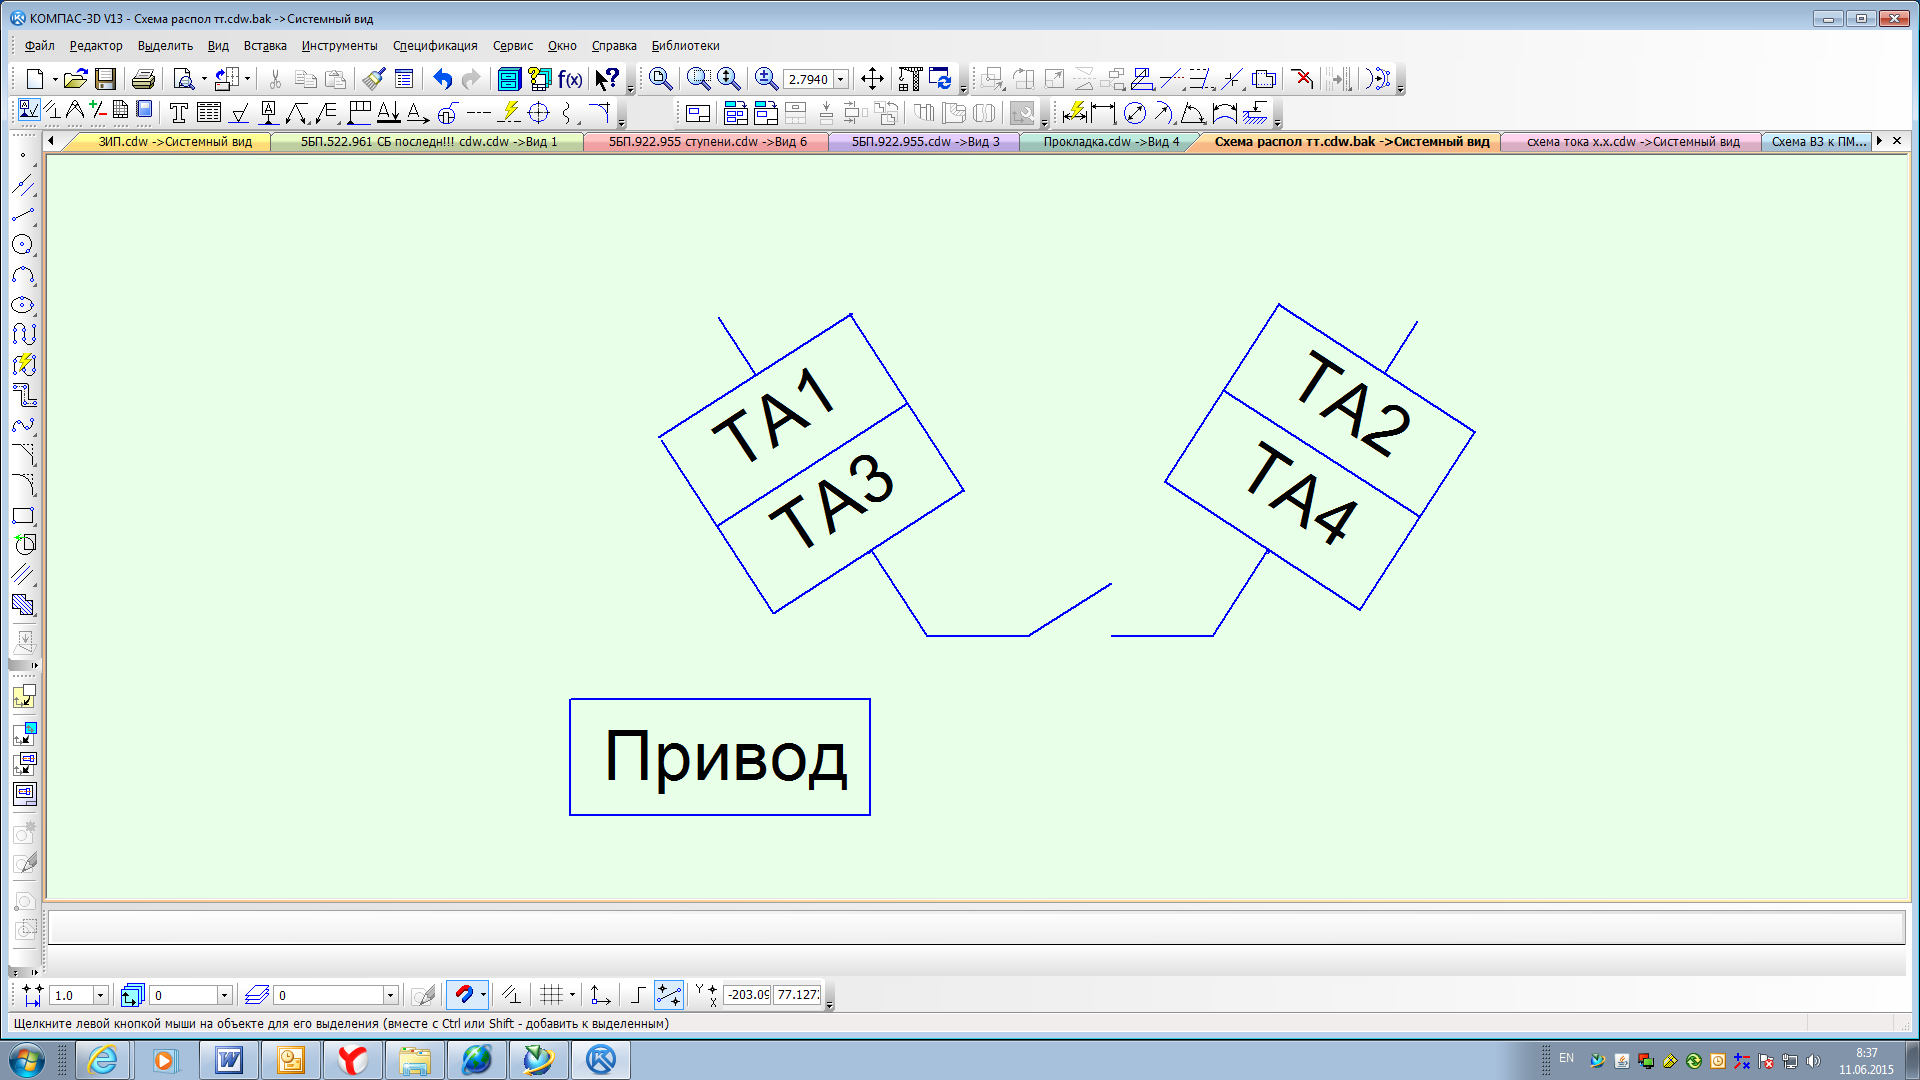 КОМПАС-3D V13 - Схема распол тт.cdw.bak ->Системный вид
Файл Редактор Выделить Вид Вставка Инструменты Спецификация Сервис Окно Справка Библиотеки
f(x) 2.7940
ЗИП.cdw ->Системный вид 5БП.522.961 СБ последн!!! cdw.cdw ->Вид 1 5БП.922.955 ступени.cdw ->Вид 6 5БП.922.955.cdw ->Вид 3 Прокладка.cdw ->Вид 4 Схема распол тт.cdw.bak ->Системный вид схема тока х.х.cdw ->Системный вид Схема ВЗ к ПМ...
ТА1
ТА2
ТА3
ТА4
Привод
1.0 0 0 -203.09 77.127
Щелкните левой кнопкой мыши на объекте для его выделения (вместе с Ctrl или Shift - добавить к выделенным)
EN 8:37
11.06.2015